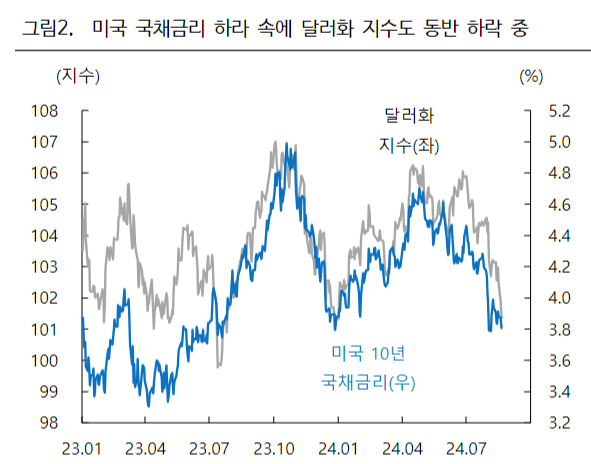 그림2. 미국 국채금리 하라 속에 달러화 지수도 동반 하락 중
(지수) (%)
108 5.2
107 5.0
106 4.8
105 4.6
104 4.4
103 4.2
102 4.0
101 3.8
100 3.6
99 3.4
98 3.2
달러화
지수(좌)
미국 10년
국채금리(우)
23.01 23.04 23.07 23.10 24.01 24.04 24.07